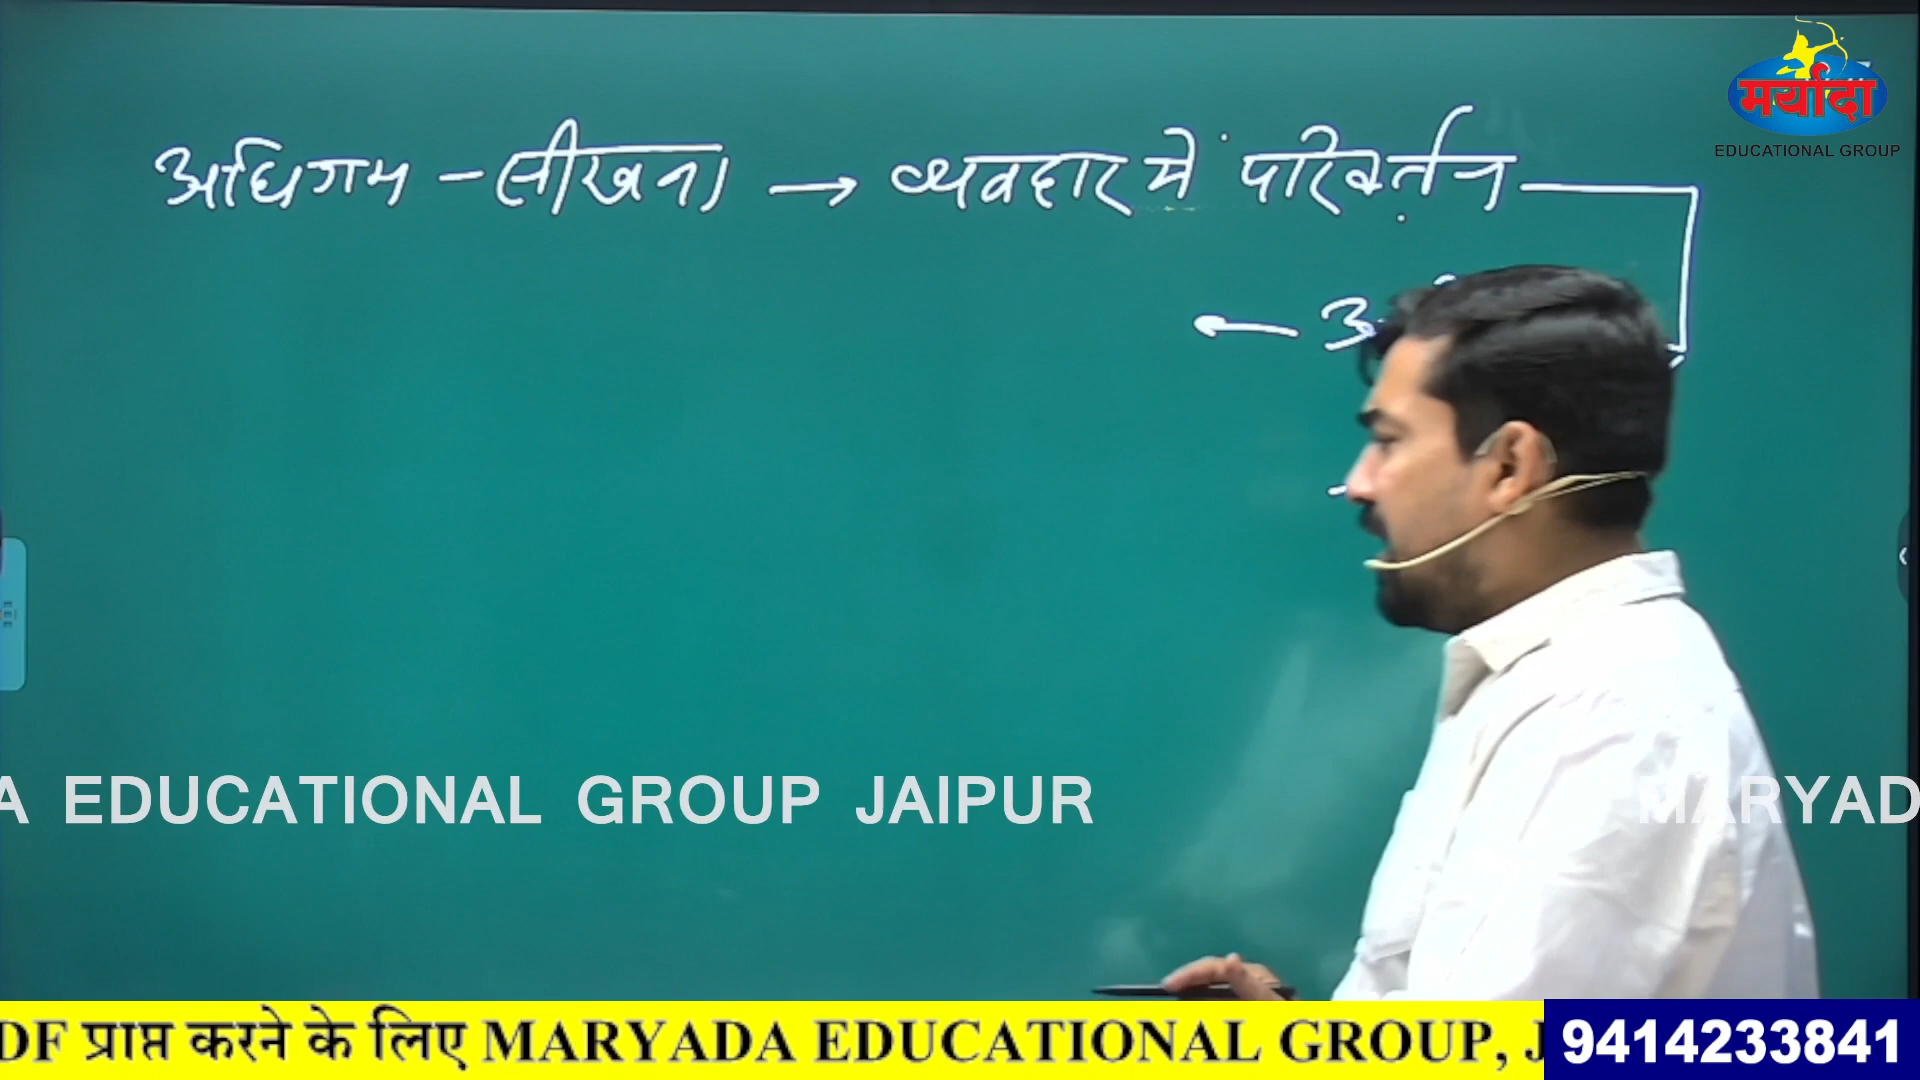 मर्यादा
EDUCATIONAL GROUP
अधिगम - सीखना → व्यवहार में परिवर्तन
A EDUCATIONAL GROUP JAIPUR MARYAD
DF प्राप्त करने के लिए MARYADA EDUCATIONAL GROUP, J
9414233841